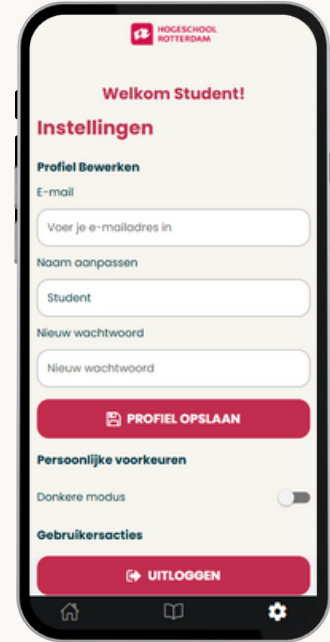 HOGESCHOOL
ROTTERDAM
Welkom Student!
Instellingen
Profiel Bewerken
E-mail
Voer je e-mailadres in
Naam aanpassen
Student
Nieuw wachtwoord
Nieuw wachtwoord
PROFIEL OPSLAAN
Persoonlijke voorkeuren
Donkere modus
Gebruikersacties
UITLOGGEN